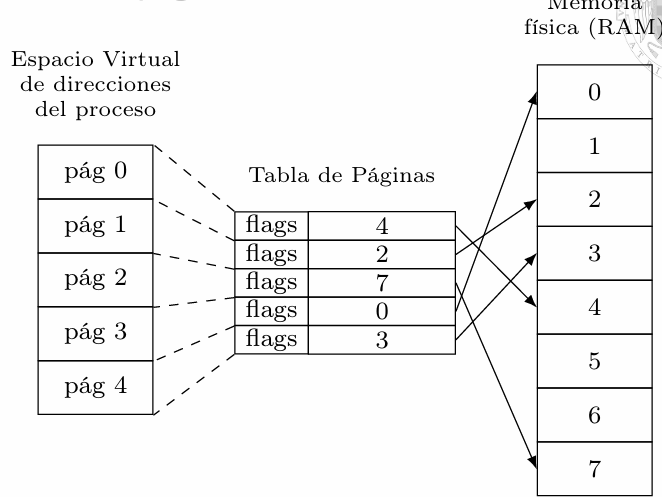 Memoria
física (RAM)
Espacio Virtual
de direcciones
del proceso
0
pág 0
1
Tabla de Páginas
2
pág 1
flags 4
flags 2
3
pág 2
flags 7
flags 0
4
pág 3
flags 3
5
pág 4
6
7